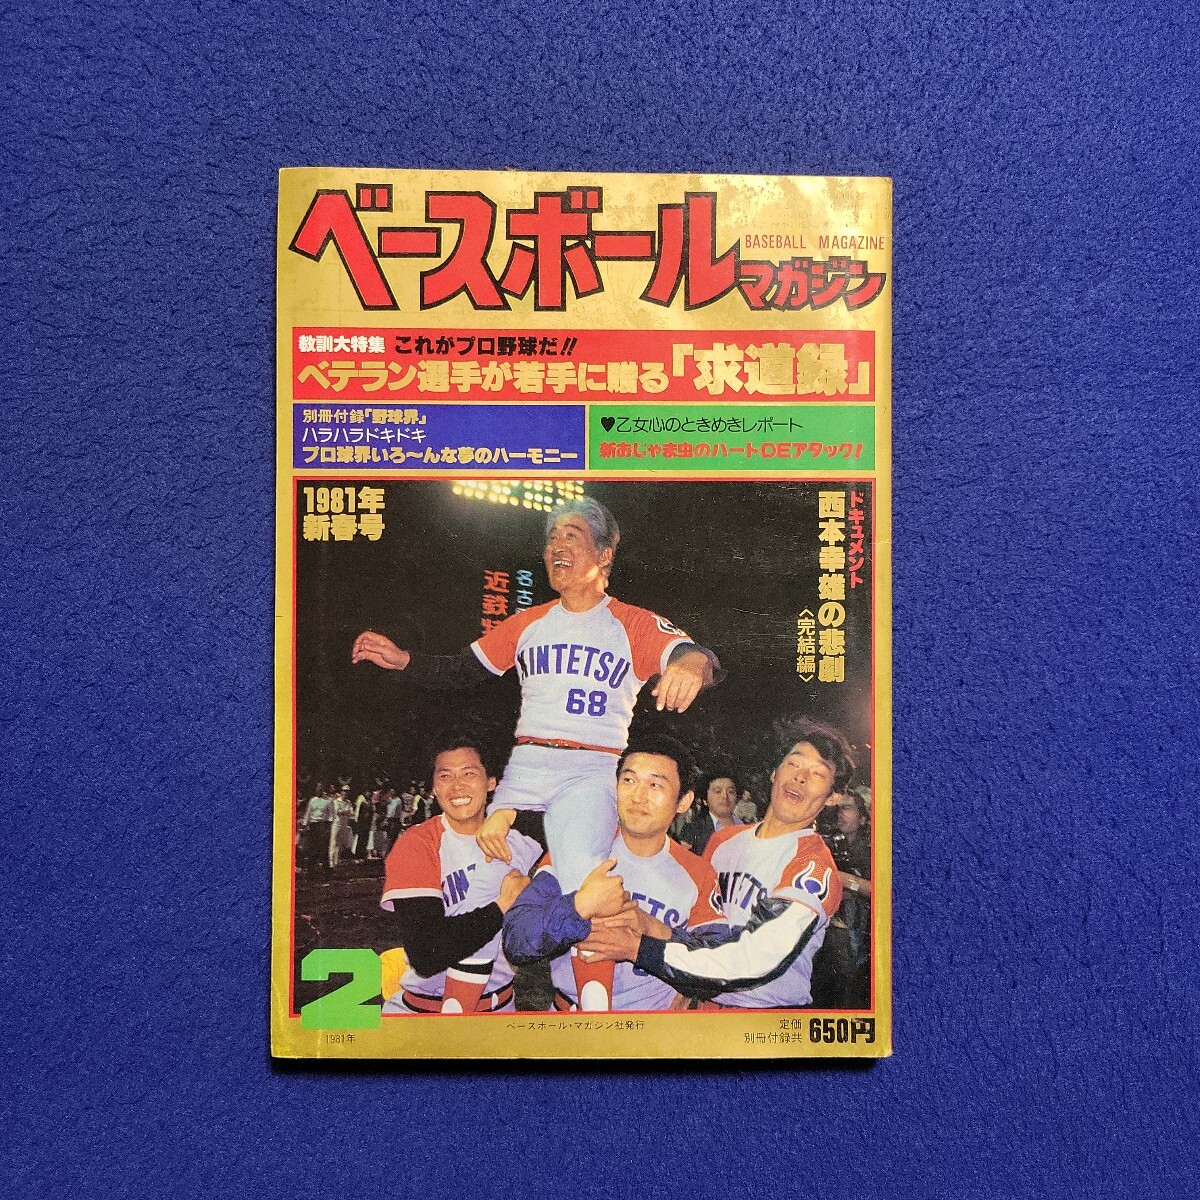 ベースボール
BASEBALL MAGAZINE
マガジン
教訓大特集 これがプロ野球だ!!
ベテラン選手が若手に贈る『求道録』
別冊付録「野球界」
ハラハラドキドキ
プロ球界いろ〜んな夢のハーモニー
♥乙女心のときめきレポート
新おじゃま虫のハートDEアタック!
1981年
新春号
ドキュメント
西本幸雄の悲劇
〈完結編〉
名古
近鉄
KINTETSU
68
2
1981年
ベースボール・マガジン社発行
定価
別冊付録共
650円